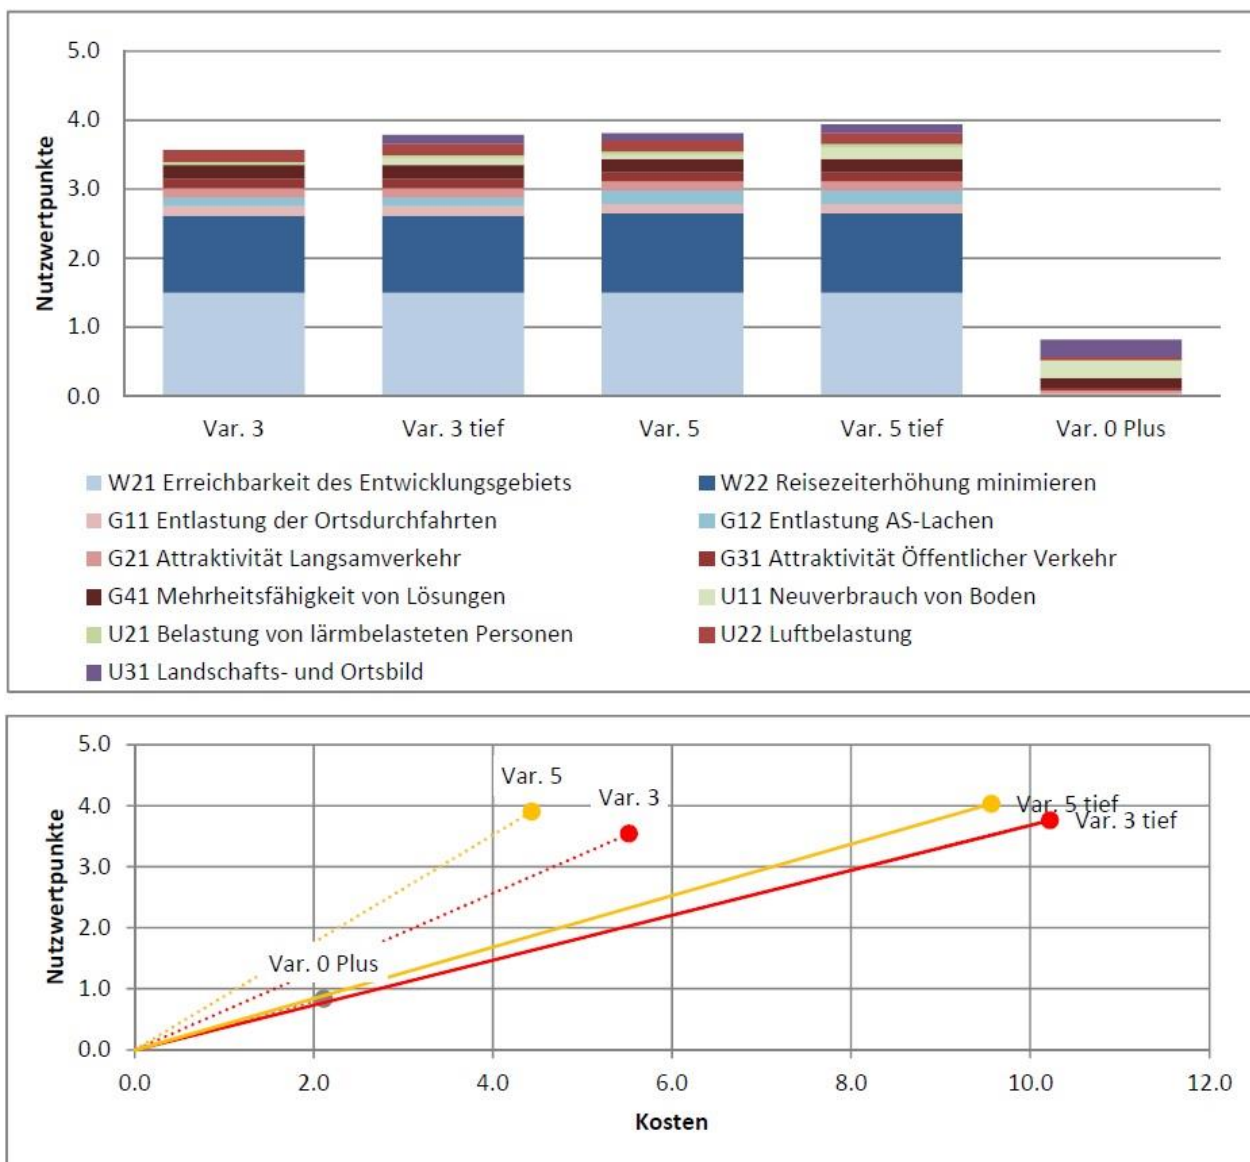 5.0
4.0
3.0
2.0
1.0
0.0
Nutzwertpunkte
Var. 3 Var. 3 tief Var. 5 Var. 5 tief Var. 0 Plus
W21 Erreichbarkeit des Entwicklungsgebiets W22 Reisezeiterhöhung minimieren
G11 Entlastung der Ortsdurchfahrten G12 Entlastung AS-Lachen
G21 Attraktivität Langsamverkehr G31 Attraktivität Öffentlicher Verkehr
G41 Mehrheitsfähigkeit von Lösungen U11 Neuverbrauch von Boden
U21 Belastung von lärmbelasteten Personen U22 Luftbelastung
U31 Landschafts- und Ortsbild
5.0
4.0
3.0
2.0
1.0
0.0
Nutzwertpunkte
Var. 5
Var. 3
Var. 5 tief
Var. 3 tief
Var. 0 Plus
0.0 2.0 4.0 6.0 8.0 10.0 12.0
Kosten